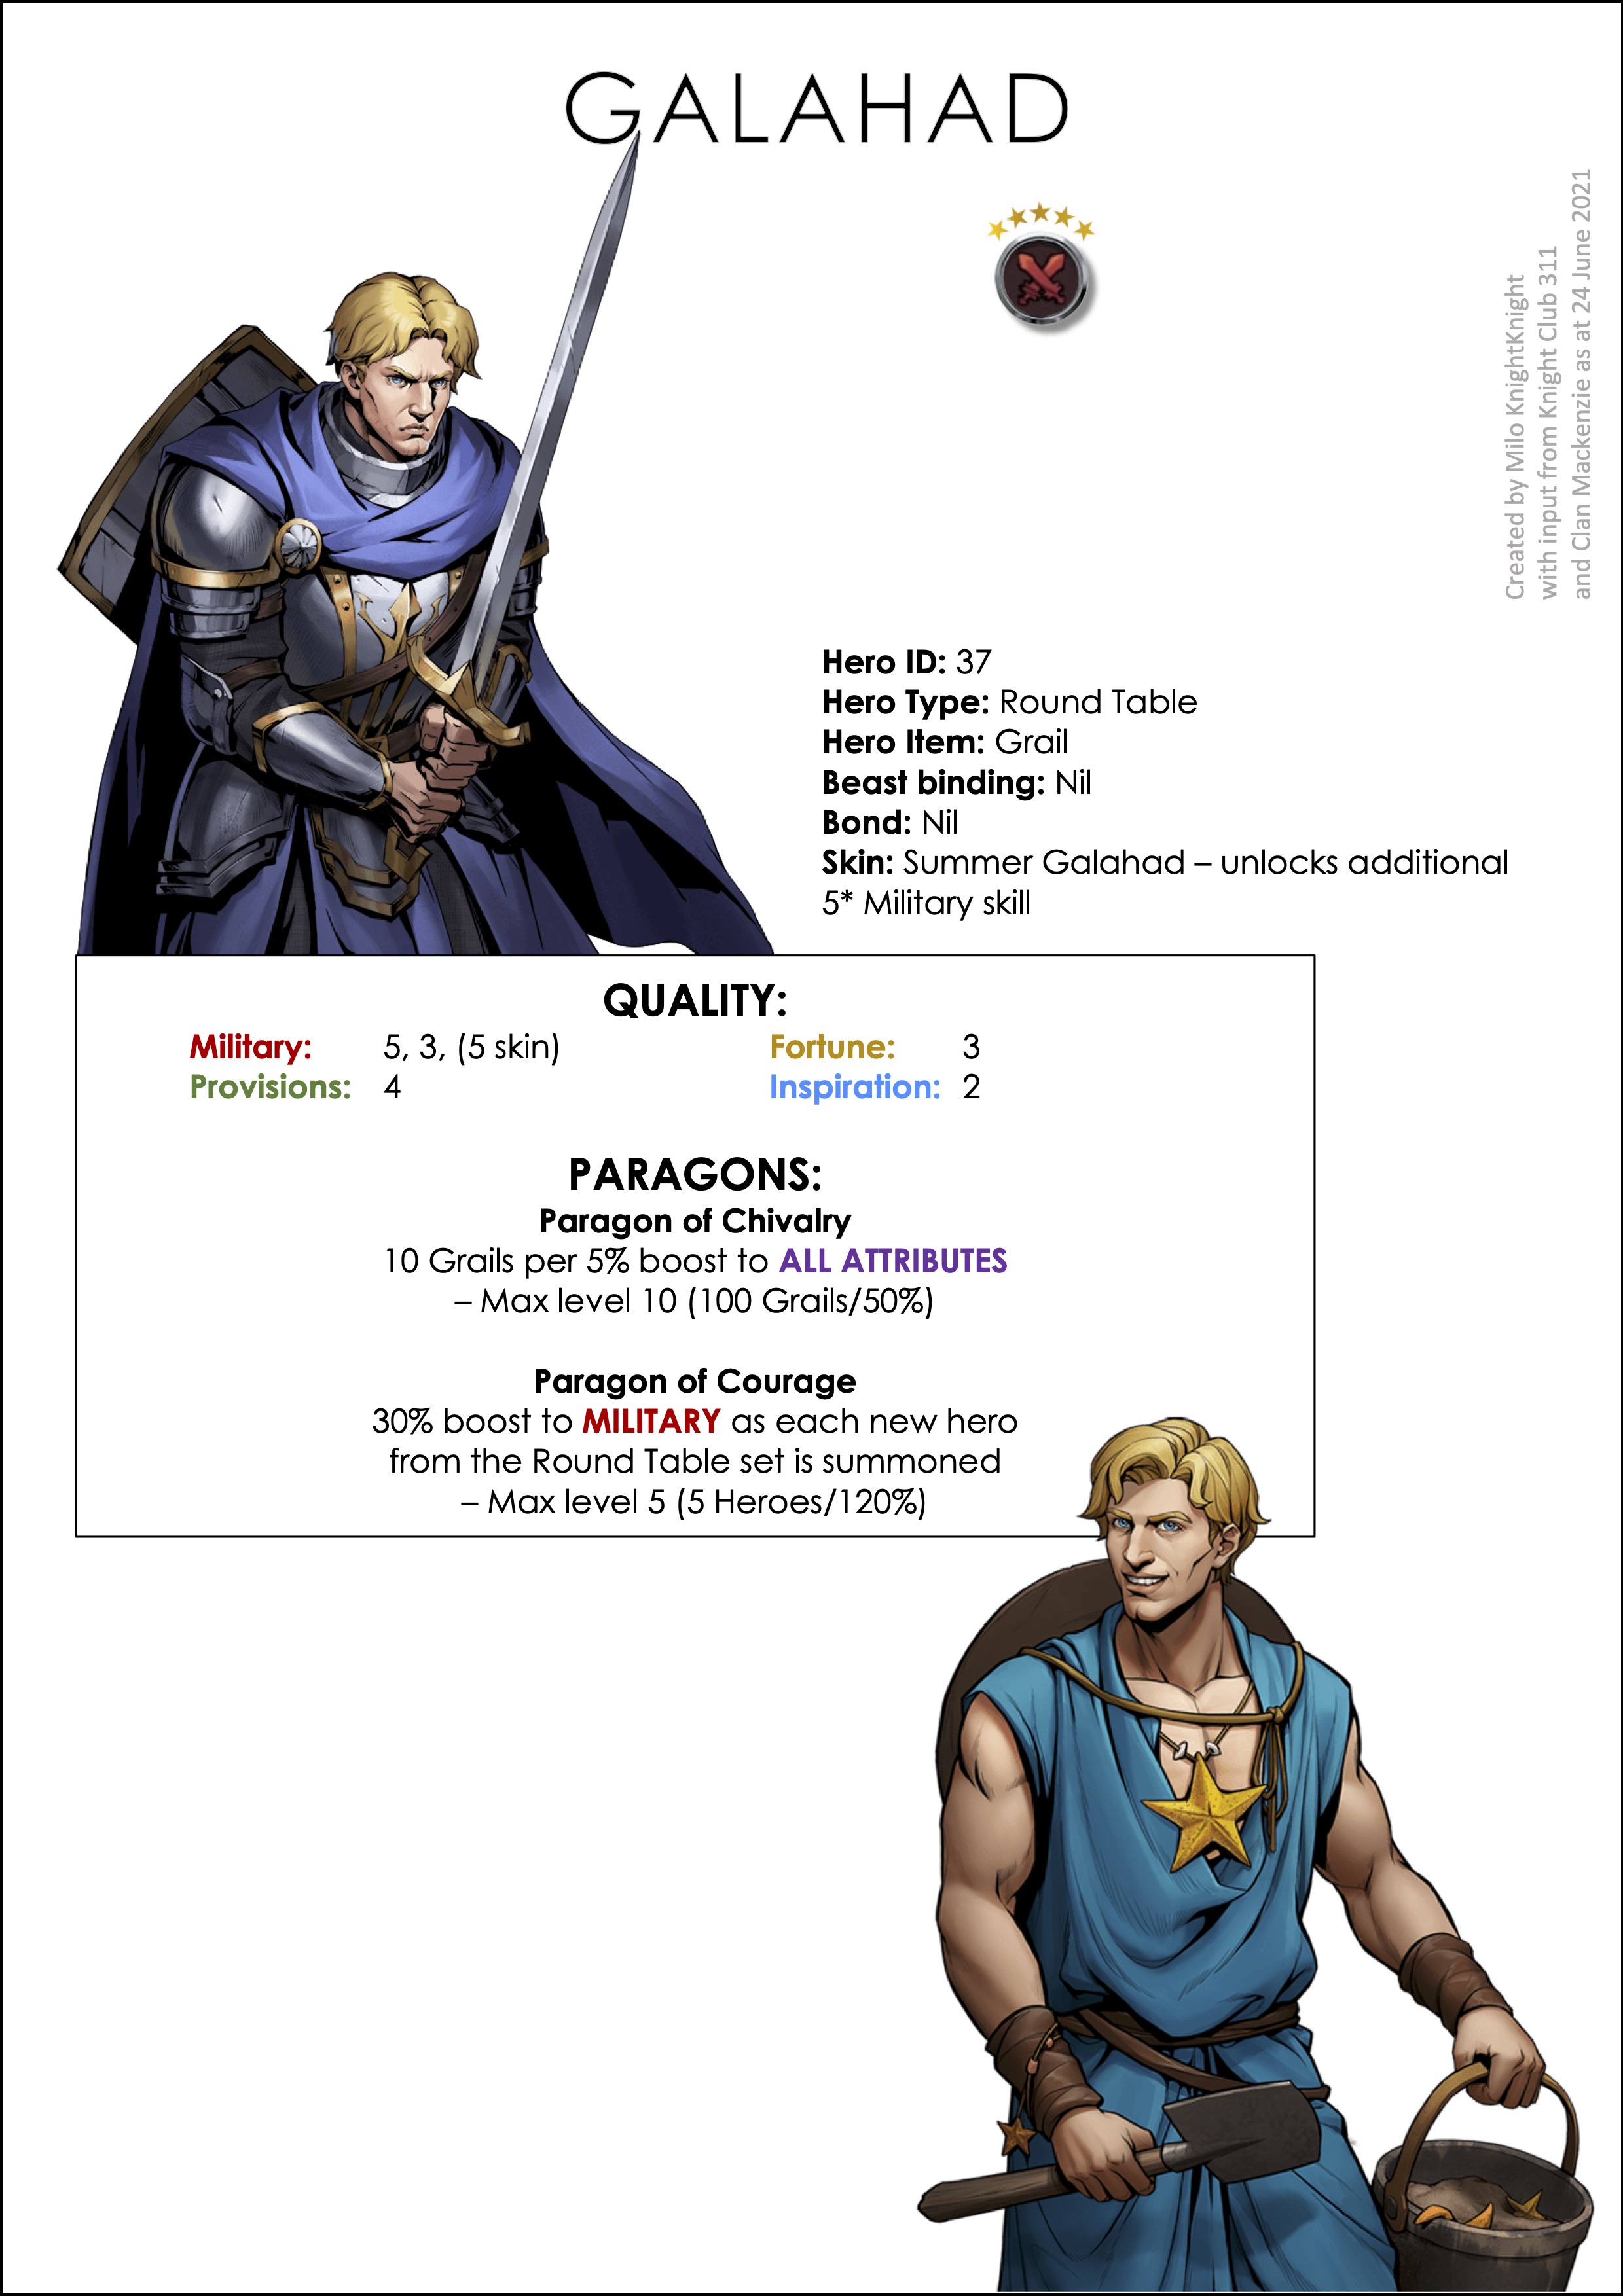 GALAHAD
Created by Milo KnightKnight
with input from Knight Club 311
and Clan Mackenzie as at 24 June 2021
Hero ID: 37
Hero Type: Round Table
Hero Item: Grail
Beast binding: Nil
Bond: Nil
Skin: Summer Galahad – unlocks additional
5* Military skill
QUALITY:
Military: 5, 3, (5 skin) Fortune: 3
Provisions: 4 Inspiration: 2
PARAGONS:
Paragon of Chivalry
10 Grails per 5% boost to ALL ATTRIBUTES
– Max level 10 (100 Grails/50%)
Paragon of Courage
30% boost to MILITARY as each new hero
from the Round Table set is summoned
– Max level 5 (5 Heroes/120%)